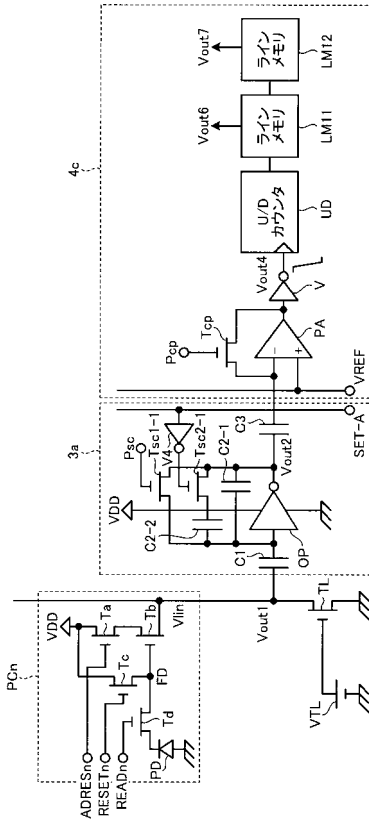 PCn
VDD
ADRESn
RESETn
READn
Ta
Tb
Tc
Td
FD
PD
Vlin
Vout1
VTL
TL
3a
VDD
Psc
Tsc1-1
V4
Tsc2-1
C2-2
C2-1
C1
OP
Vout2
C3
SET-A
VREF
4c
Pcp
Tcp
PA
-
+
Vout4
V
U/D
カウンタ
UD
Vout6
ライン
メモリ
LM11
Vout7
ライン
メモリ
LM12